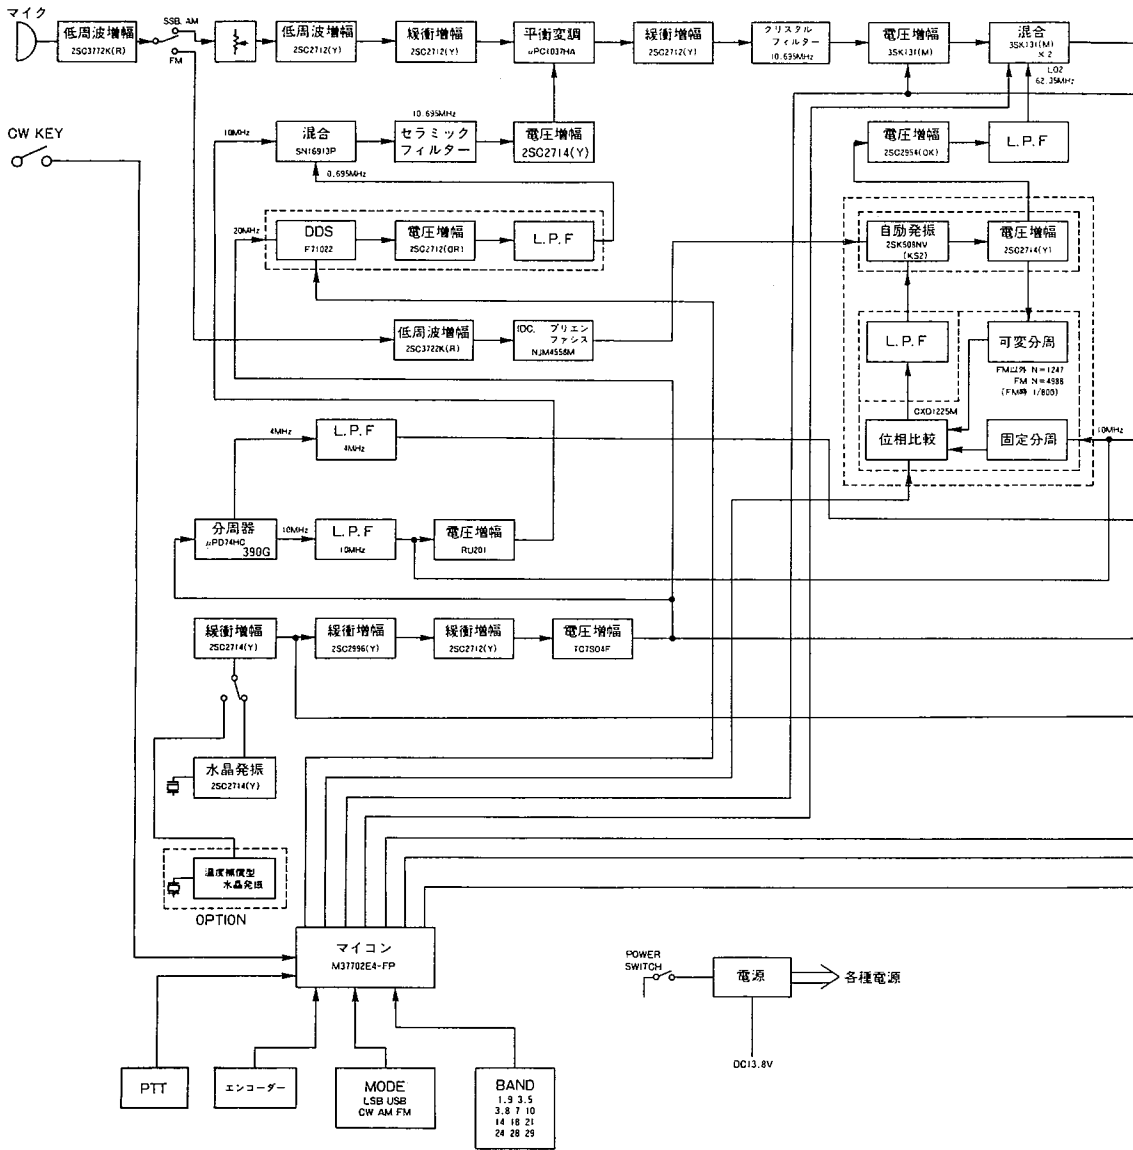 マイク
低周波増幅
2SC3772K(R)
SSB, AM
FM
低周波増幅
2SC2712(Y)
緩衝増幅
2SC2712(Y)
平衡変調
μPC1037HA
緩衝増幅
2SC2712(Y)
クリスタル
フィルター
10.695MHz
電圧増幅
3SK131(M)
混合
3SK131(M)
×2
LO2
62.35MHz
CW KEY
10MHz
混合
SN16913P
10.695MHz
セラミック
フィルター
電圧増幅
2SC2714(Y)
0.695MHz
電圧増幅
2SC2954(QK)
L.P.F
20MHz
DDS
F71022
電圧増幅
2SC2712(GR)
L.P.F
自励発振
2SK508NV
(K52)
電圧増幅
2SC2714(Y)
低周波増幅
2SC3722K(R)
IDC, プリエン
ファシス
NJM4558M
L.P.F
可変分周
FM以外 N=1247
FM N=4988
(FM時 1/800)
CXD1225M
位相比較
固定分周
10MHz
4MHz
L.P.F
4MHz
分周器
μPD74HC
390G
10MHz
L.P.F
10MHz
電圧増幅
RU201
緩衝増幅
2SC2714(Y)
緩衝増幅
2SC2996(Y)
緩衝増幅
2SC2712(Y)
電圧増幅
TC7S04F
水晶発振
2SC2714(Y)
温度補償型
水晶発振
OPTION
マイコン
M37702E4-FP
POWER
SWITCH
電源
各種電源
DC13.8V
PTT
エンコーダー
MODE
LSB USB
CW AM FM
BAND
1.9 3.5
3.8 7 10
14 18 21
24 28 29